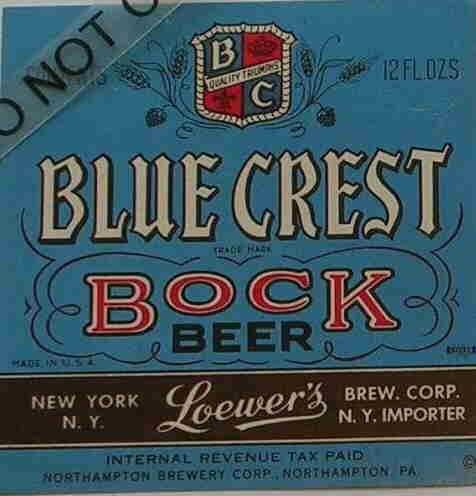 O NOT
12 FL.OZS
B
QUALITY TRIUMPHS
C
BLUE CREST
TRADE MARK
BOCK
BEER
MADE IN U.S.A.
NEW YORK
N. Y.
Loewer's
BREW. CORP.
N. Y. IMPORTER
INTERNAL REVENUE TAX PAID
©
NORTHAMPTON BREWERY CORP., NORTHAMPTON, PA.